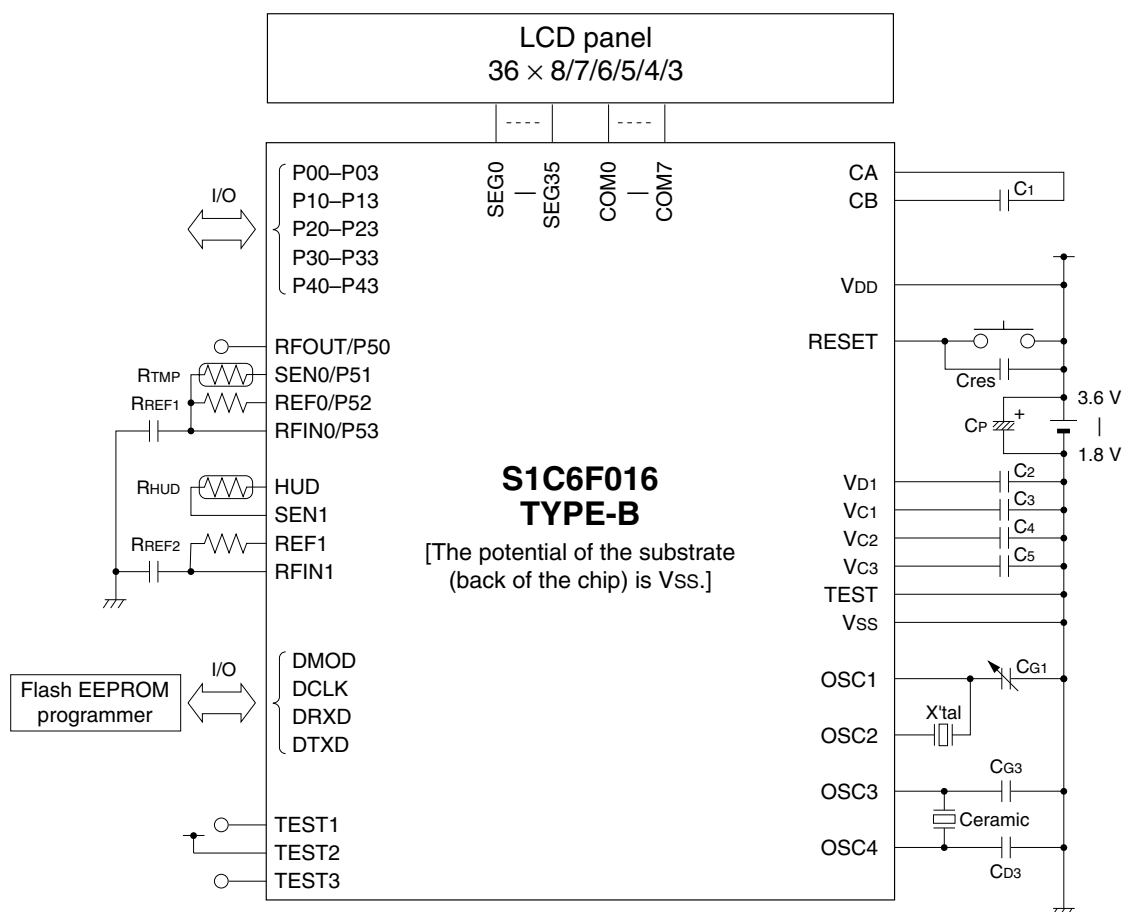 LCD panel
36 × 8/7/6/5/4/3
SEG0
SEG35
COM0
COM7
I/O
P00–P03
P10–P13
P20–P23
P30–P33
P40–P43
RFOUT/P50
RTMP
SEN0/P51
RREF1
REF0/P52
RFIN0/P53
RHUD
HUD
SEN1
RREF2
REF1
RFIN1
Flash EEPROM
programmer
I/O
DMOD
DCLK
DRXD
DTXD
TEST1
TEST2
TEST3
S1C6F016
TYPE-B
[The potential of the substrate
(back of the chip) is VSS.]
CA
CB
C1
VDD
RESET
Cres
CP
+
3.6 V
|
1.8 V
VD1
C2
VC1
C3
VC2
C4
VC3
C5
TEST
VSS
OSC1
CG1
X'tal
OSC2
OSC3
CG3
Ceramic
OSC4
CD3